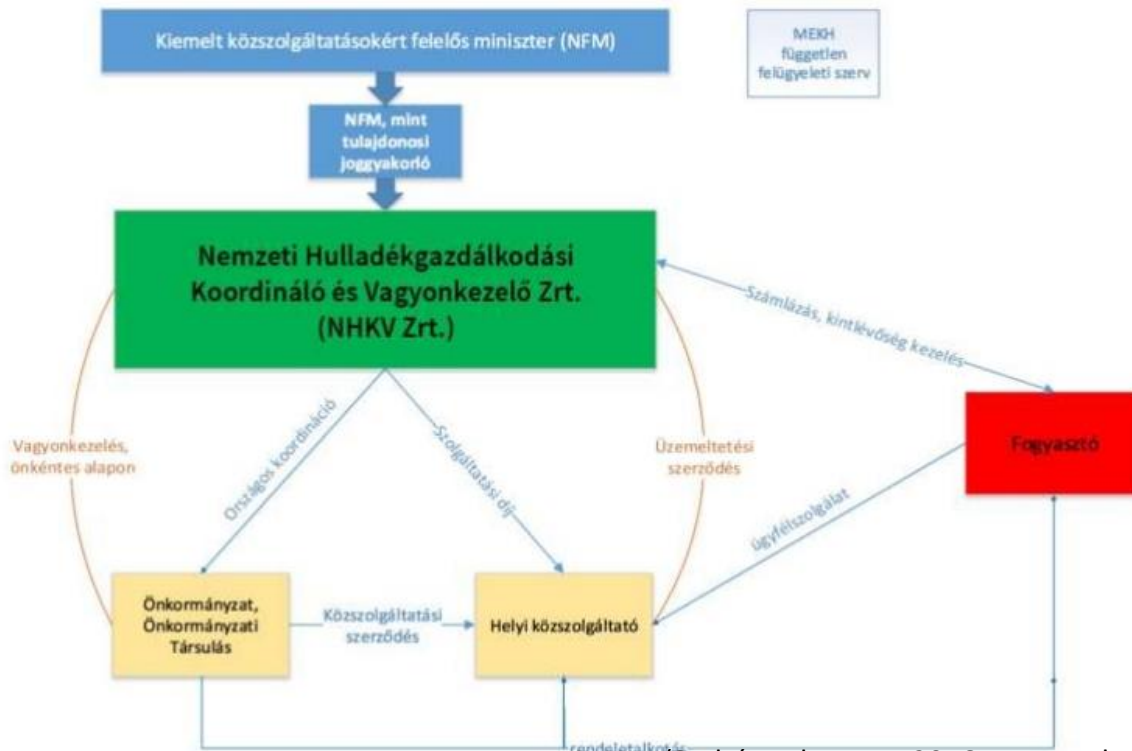 Kiemelt közszolgáltatásokért felelős miniszter (NFM)
MEKH
független
felügyeleti szerv
NFM, mint
tulajdonosi
joggyakorló
Nemzeti Hulladékgazdálkodási
Koordináló és Vagyonkezelő Zrt.
(NHKV Zrt.)
Számlázás, kintlévőség kezelés
Vagyonkezelés,
önkéntes alapon
Országos koordináció
Szolgáltatási díj
Üzemeltetési
szerződés
Fogyasztó
ügyfélszolgálat
Önkormányzat,
Önkormányzati
Társulás
Közszolgáltatási
szerződés
Helyi közszolgáltató
rendeletalkotás